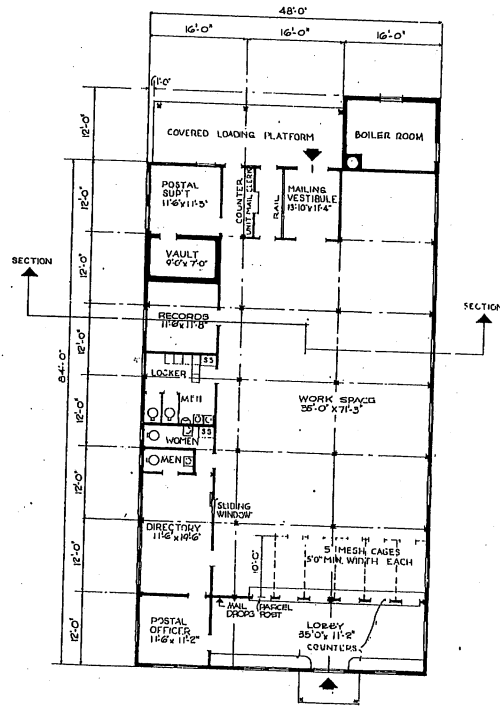 48'-0"
16'-0" 16'-0" 16'-0"
1'-0"
12'-0"
COVERED LOADING PLATFORM
BOILER ROOM
POSTAL
SUP'T
11'-6" X 11'-5"
COUNTER
UNIT MAIL CLERK
RAIL
MAILING
VESTIBULE
13'-10" X 11'-4"
12'-0"
VAULT
9'-0" X 7'-0"
12'-0"
SECTION
SECTION
RECORDS
11'-6" X 11'-8"
12'-0"
84'-0"
LOCKER
SS
WORK SPACE
35'-0" X 71'-3"
MEN
12'-0"
WOMEN
SS
MEN
12'-0"
SLIDING
WINDOW
DIRECTORY
11'-6" X 19'-6"
12'-0"
10'-0"
5 MESH CAGES
5'-0" MIN. WIDTH EACH
MAIL
DROPS
PARCEL
POST
POSTAL
OFFICER
11'-6" X 11'-2"
12'-0"
LOBBY
35'-0" X 11'-2"
COUNTERS